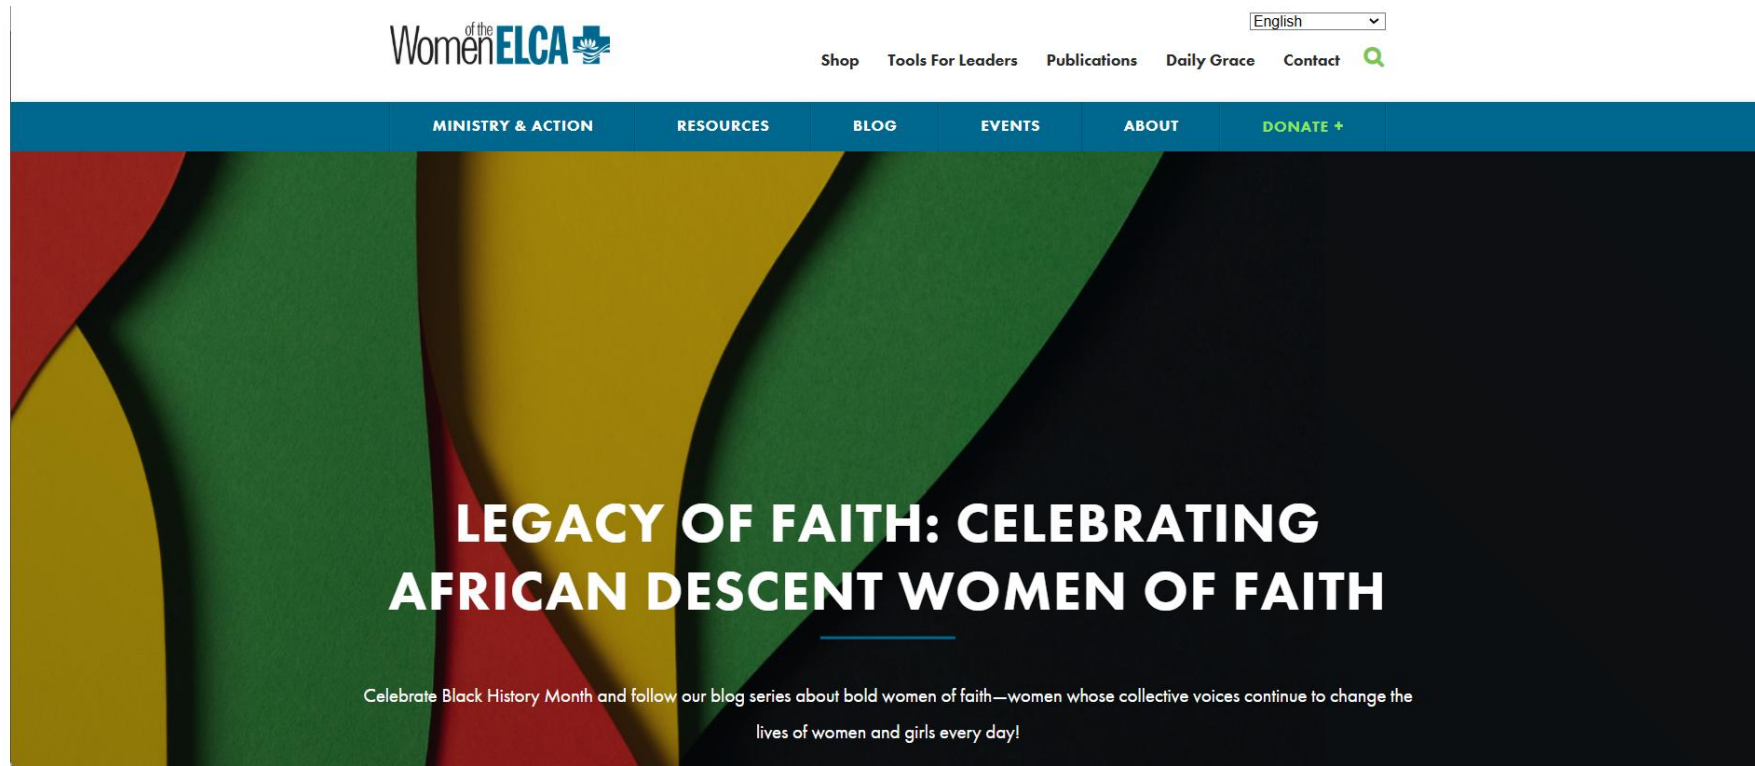 Women of the ELCA
English
Shop Tools For Leaders Publications Daily Grace Contact
MINISTRY & ACTION RESOURCES BLOG EVENTS ABOUT DONATE +
LEGACY OF FAITH: CELEBRATING
AFRICAN DESCENT WOMEN OF FAITH
Celebrate Black History Month and follow our blog series about bold women of faith—women whose collective voices continue to change the
lives of women and girls every day!